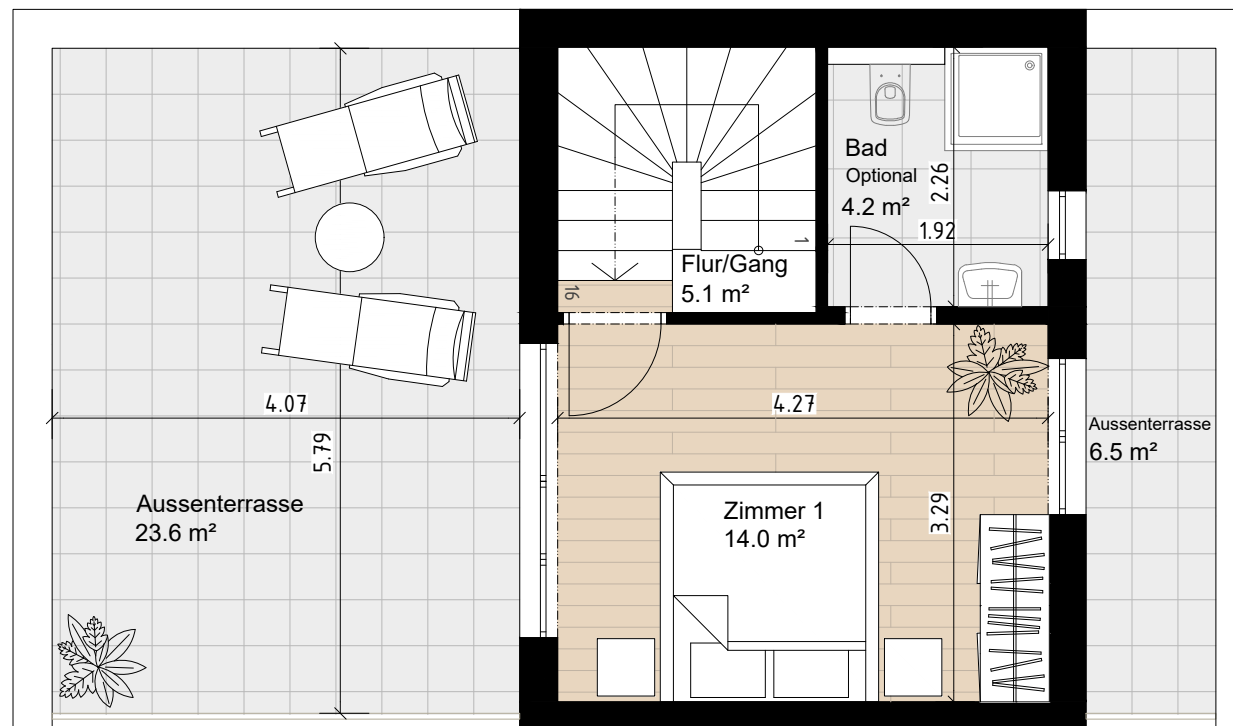 Bad
Optional
4.2 m²
2.26
1.92
1
Flur/Gang
5.1 m²
16
4.07
5.79
4.27
3.29
Aussenterrasse
6.5 m²
Aussenterrasse
23.6 m²
Zimmer 1
14.0 m²